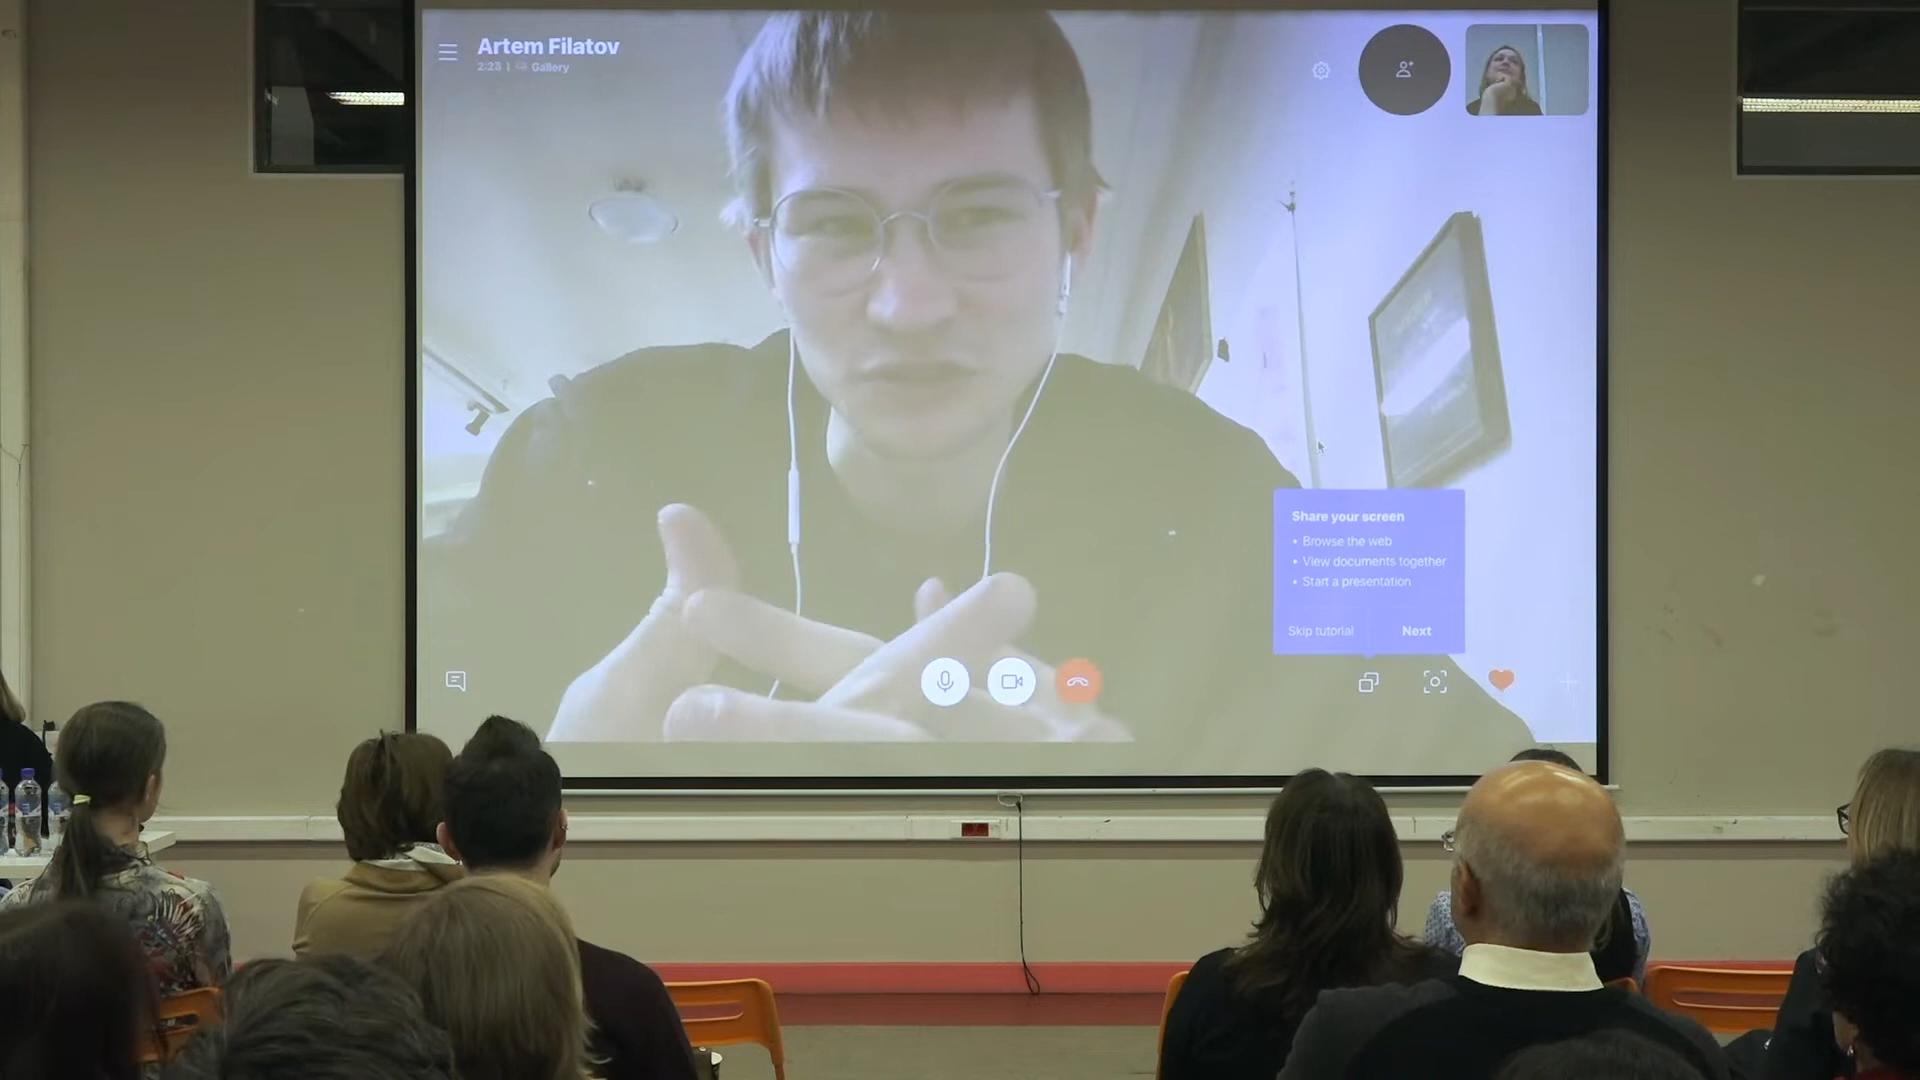 Artem Filatov
2:23 | Gallery
Share your screen
• Browse the web
• View documents together
• Start a presentation
Skip tutorial
Next